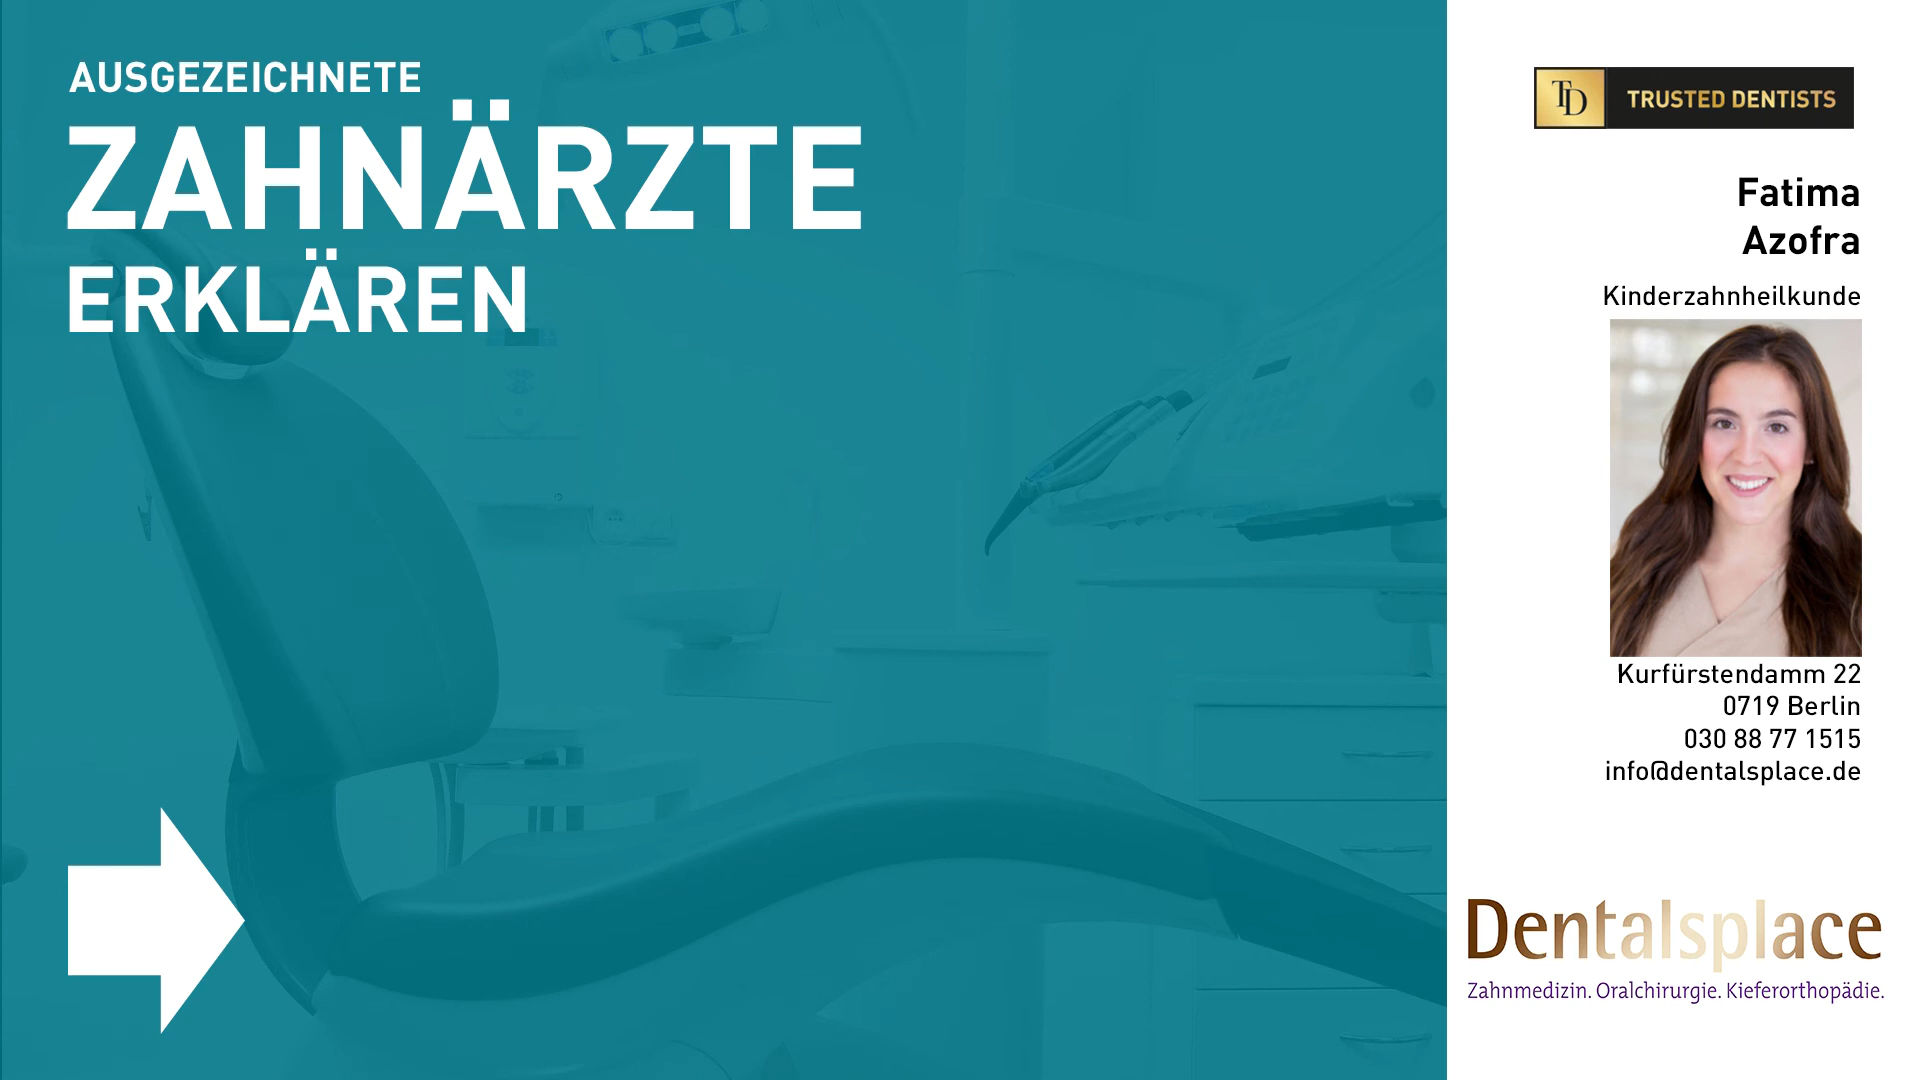 AUSGEZEICHNETE
ZAHNÄRZTE
ERKLÄREN
TD TRUSTED DENTISTS
Fatima
Azofra
Kinderzahnheilkunde
Kurfürstendamm 22
0719 Berlin
030 88 77 1515
info@dentalsplace.de
Dentalsplace
Zahnmedizin. Oralchirurgie. Kieferorthopädie.